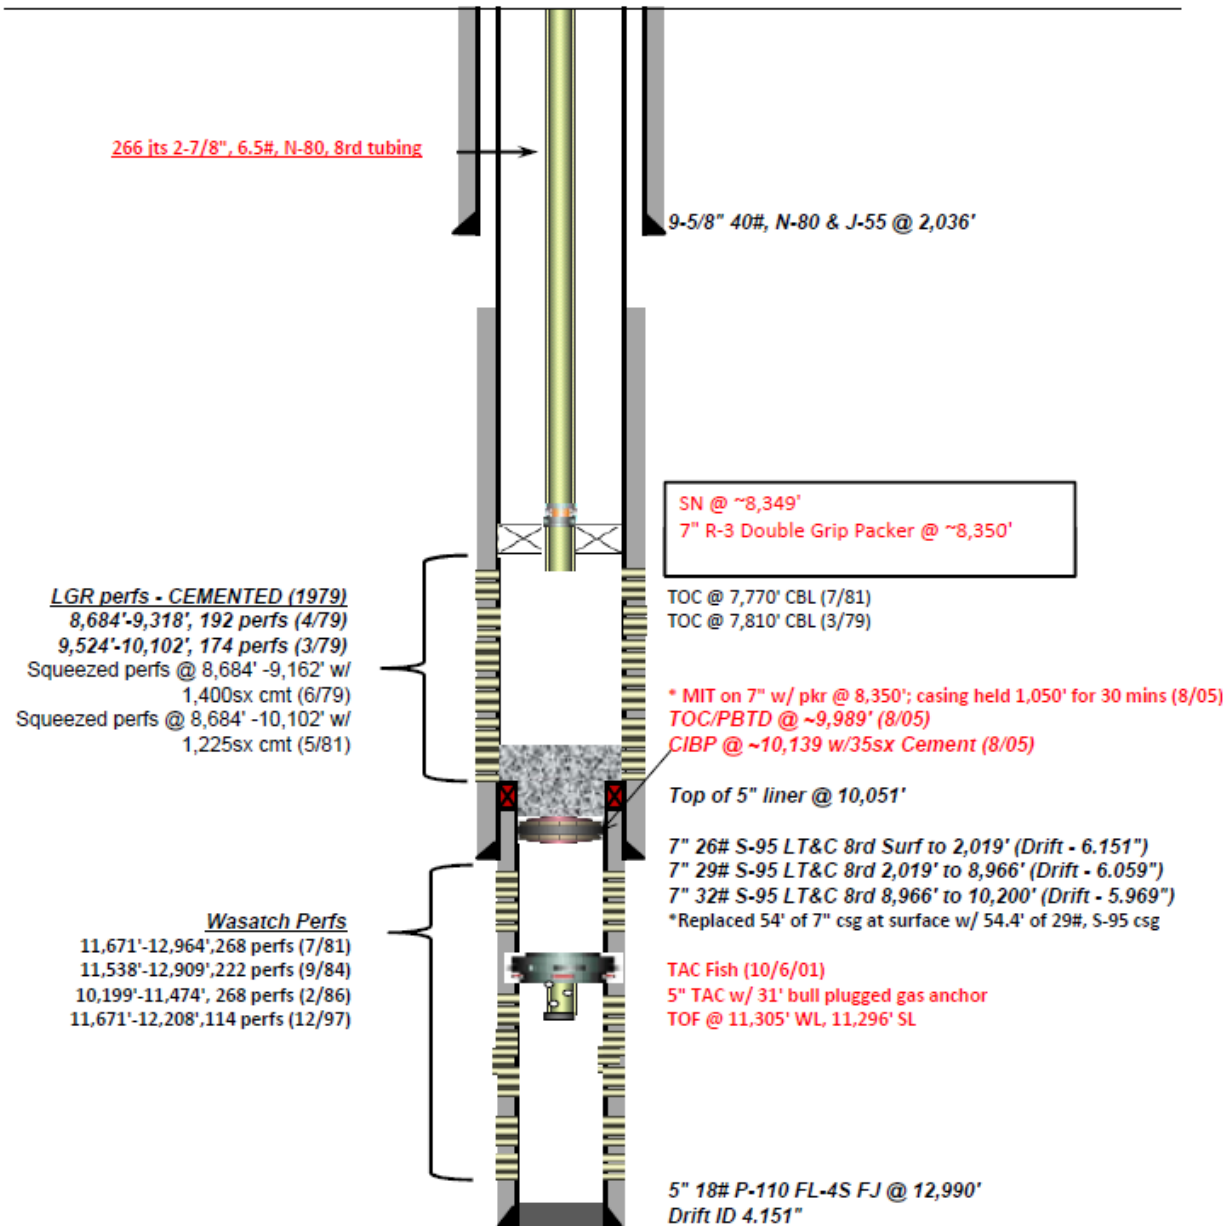 266 jts 2-7/8", 6.5#, N-80, 8rd tubing
9-5/8" 40#, N-80 & J-55 @ 2,036'
SN @ ~8,349'
7" R-3 Double Grip Packer @ ~8,350'
LGR perfs - CEMENTED (1979)
8,684'-9,318', 192 perfs (4/79)
9,524'-10,102', 174 perfs (3/79)
Squeezed perfs @ 8,684' -9,162' w/
1,400sx cmt (6/79)
Squeezed perfs @ 8,684' -10,102' w/
1,225sx cmt (5/81)
TOC @ 7,770' CBL (7/81)
TOC @ 7,810' CBL (3/79)
* MIT on 7" w/ pkr @ 8,350'; casing held 1,050' for 30 mins (8/05)
TOC/PBTD @ ~9,989' (8/05)
CIBP @ ~10,139 w/35sx Cement (8/05)
Top of 5" liner @ 10,051'
7" 26# S-95 LT&C 8rd Surf to 2,019' (Drift - 6.151")
7" 29# S-95 LT&C 8rd 2,019' to 8,966' (Drift - 6.059")
7" 32# S-95 LT&C 8rd 8,966' to 10,200' (Drift - 5.969")
*Replaced 54' of 7" csg at surface w/ 54.4' of 29#, S-95 csg
Wasatch Perfs
11,671'-12,964',268 perfs (7/81)
11,538'-12,909',222 perfs (9/84)
10,199'-11,474', 268 perfs (2/86)
11,671'-12,208',114 perfs (12/97)
TAC Fish (10/6/01)
5" TAC w/ 31' bull plugged gas anchor
TOF @ 11,305' WL, 11,296' SL
5" 18# P-110 FL-4S FJ @ 12,990'
Drift ID 4.151"